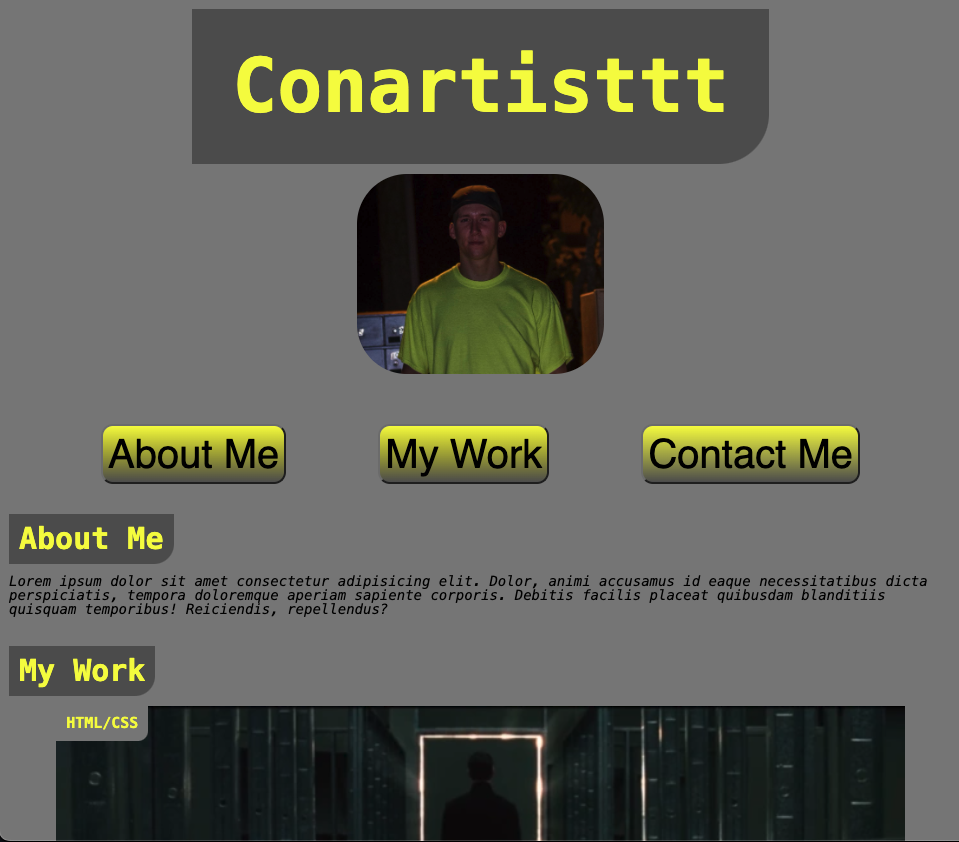 Conartisttt
About Me
My Work
Contact Me
About Me
Lorem ipsum dolor sit amet consectetur adipisicing elit. Dolor, animi accusamus id eaque necessitatibus dicta
perspiciatis, tempora doloremque aperiam sapiente corporis. Debitis facilis placeat quibusdam blanditiis
quisquam temporibus! Reiciendis, repellendus?
My Work
HTML/CSS